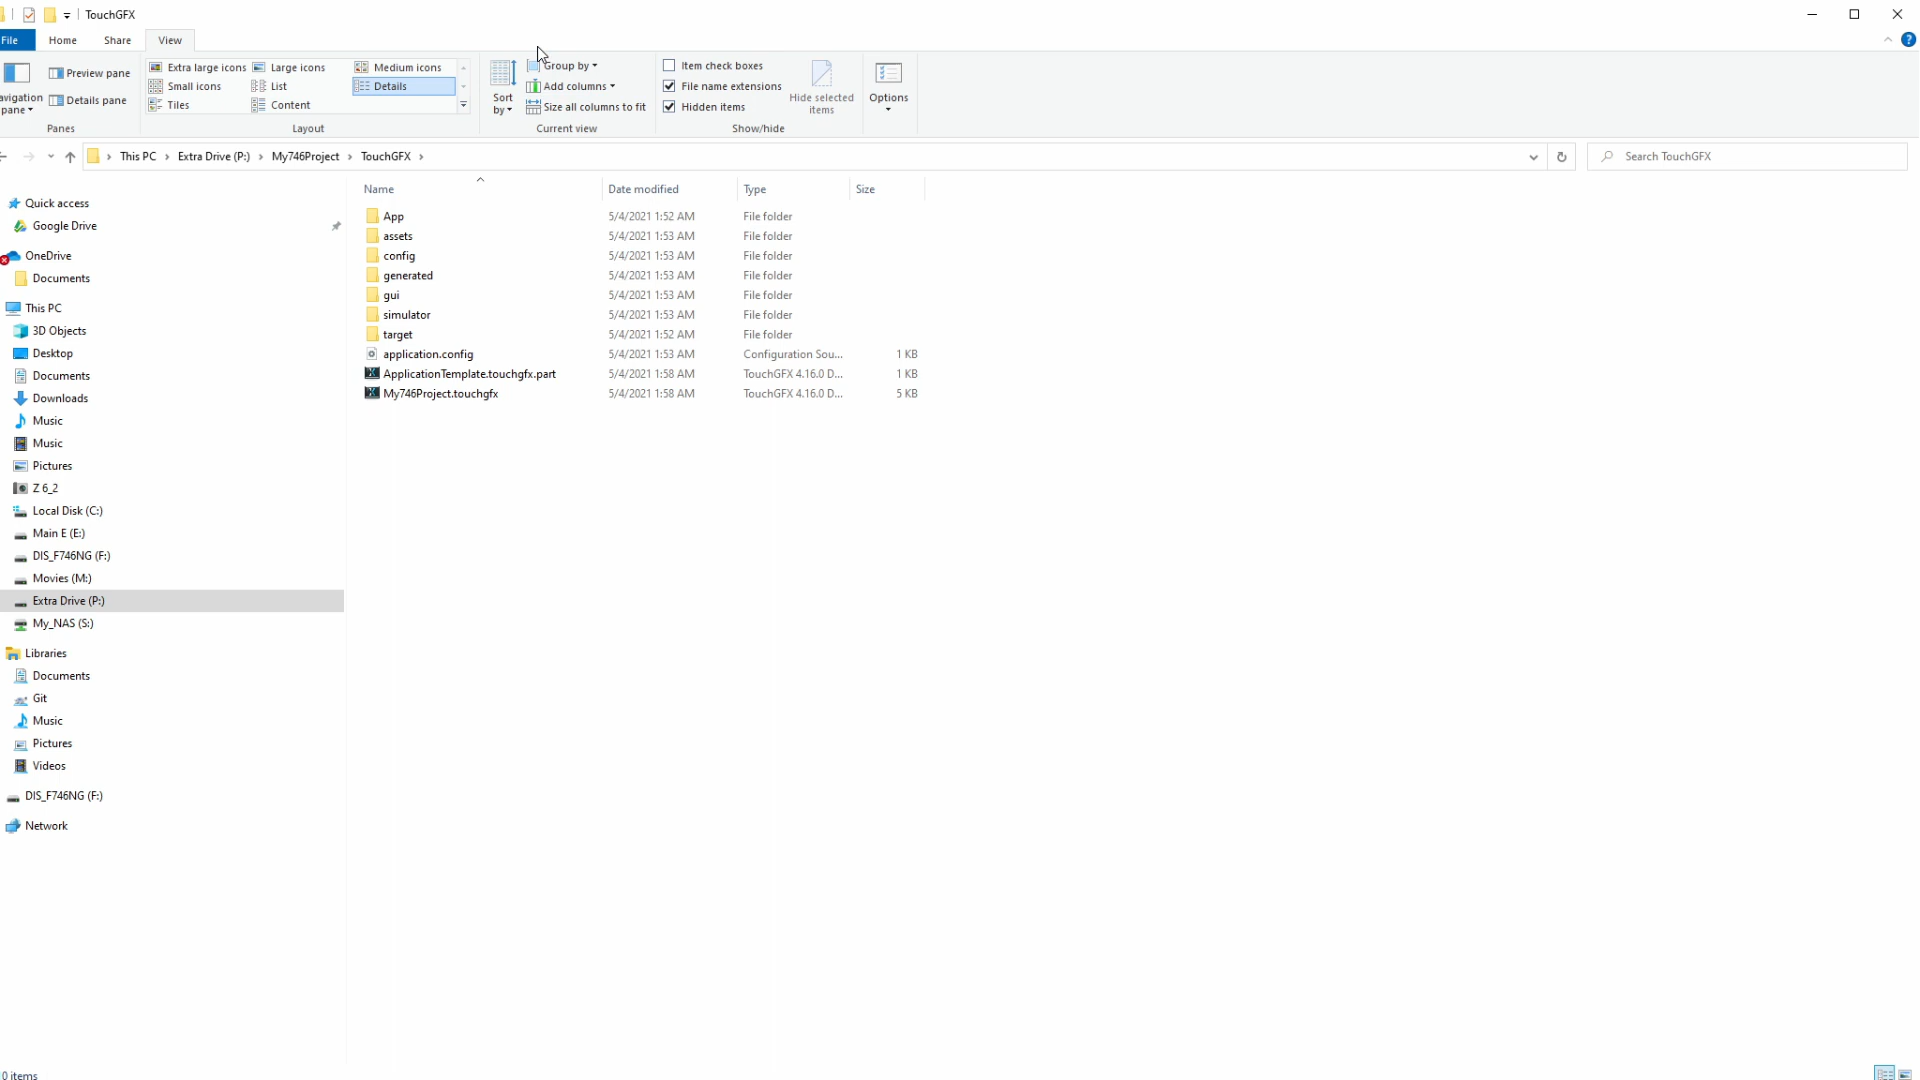 TouchGFX
File Home Share View
Preview pane
avigation pane
Details pane
Panes
Extra large icons Large icons Medium icons
Small icons List Details
Tiles Content
Layout
Sort by
Group by
Add columns
Size all columns to fit
Current view
Item check boxes
File name extensions
Hidden items
Hide selected items
Show/hide
Options
This PC › Extra Drive (P:) › My746Project › TouchGFX ›
Search TouchGFX
Quick access
Google Drive
OneDrive
Documents
This PC
3D Objects
Desktop
Documents
Downloads
Music
Music
Pictures
Z 6_2
Local Disk (C:)
Main E (E:)
DIS_F746NG (F:)
Movies (M:)
Extra Drive (P:)
My_NAS (S:)
Libraries
Documents
Git
Music
Pictures
Videos
DIS_F746NG (F:)
Network
Name Date modified Type Size
App 5/4/2021 1:52 AM File folder
assets 5/4/2021 1:53 AM File folder
config 5/4/2021 1:53 AM File folder
generated 5/4/2021 1:53 AM File folder
gui 5/4/2021 1:53 AM File folder
simulator 5/4/2021 1:53 AM File folder
target 5/4/2021 1:52 AM File folder
application.config 5/4/2021 1:53 AM Configuration Sou... 1 KB
ApplicationTemplate.touchgfx.part 5/4/2021 1:58 AM TouchGFX 4.16.0 D... 1 KB
My746Project.touchgfx 5/4/2021 1:58 AM TouchGFX 4.16.0 D... 5 KB
0 items